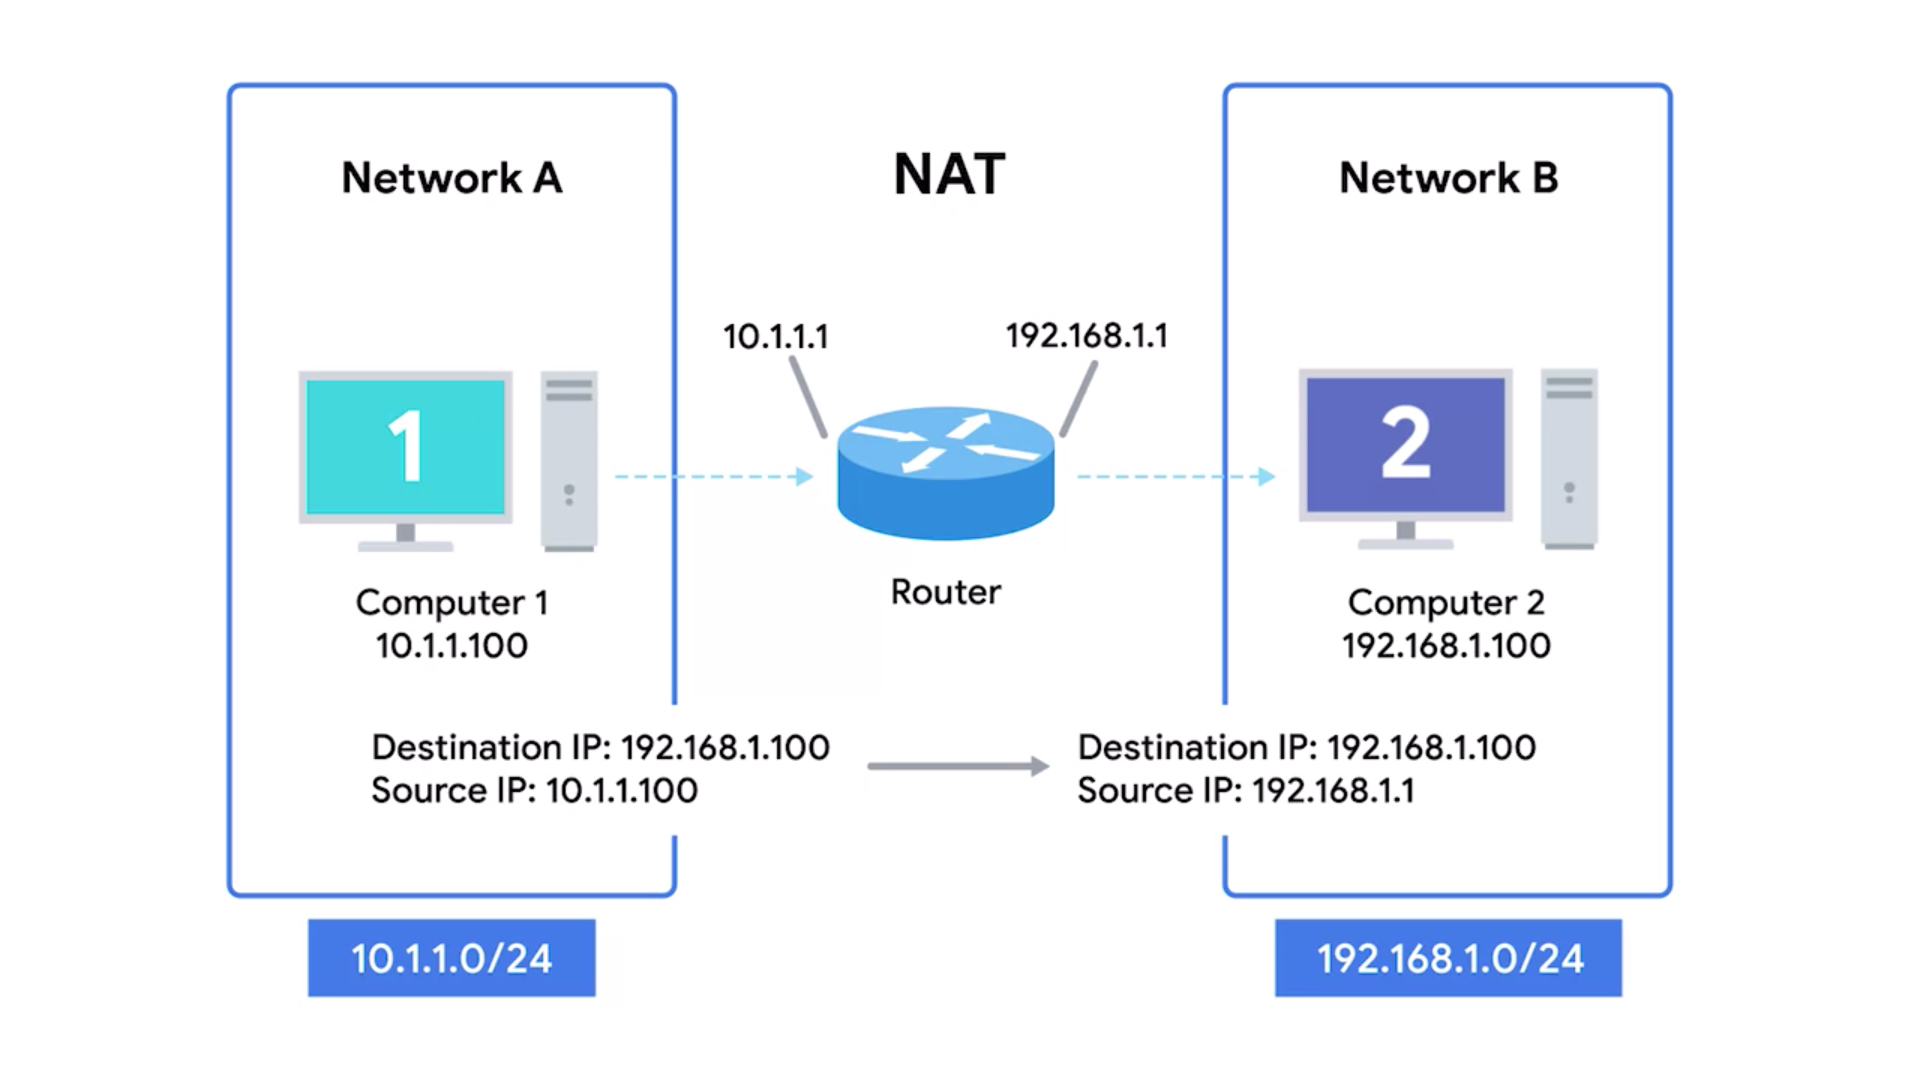 Network A
NAT
Network B
10.1.1.1
192.168.1.1
1
2
Router
Computer 1
10.1.1.100
Computer 2
192.168.1.100
Destination IP: 192.168.1.100
Source IP: 10.1.1.100
Destination IP: 192.168.1.100
Source IP: 192.168.1.1
10.1.1.0/24
192.168.1.0/24